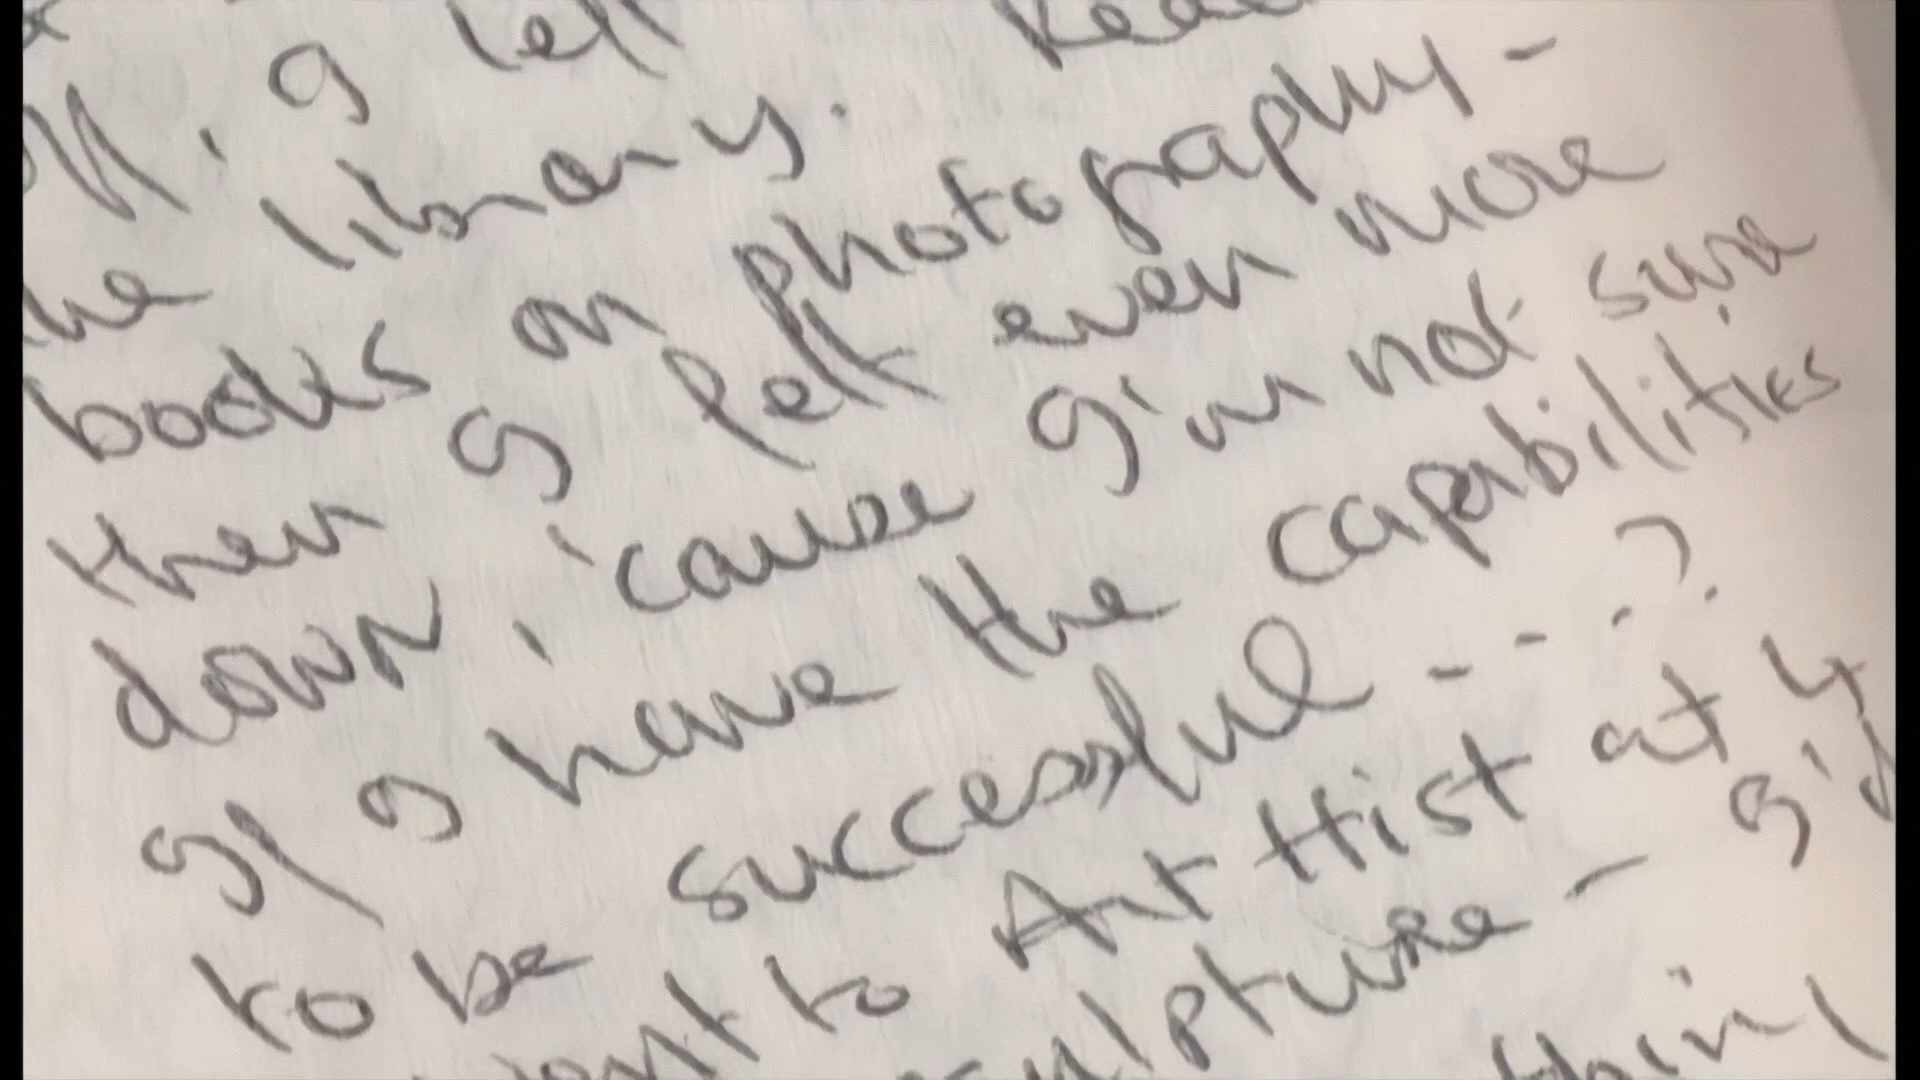 I left
the library.
books on photography -
then I felt even more
down, 'cause I'm not sure
If I have the capabilities
to be successful - - . . ?
went to Art Hist at 4
sculpture - I'd